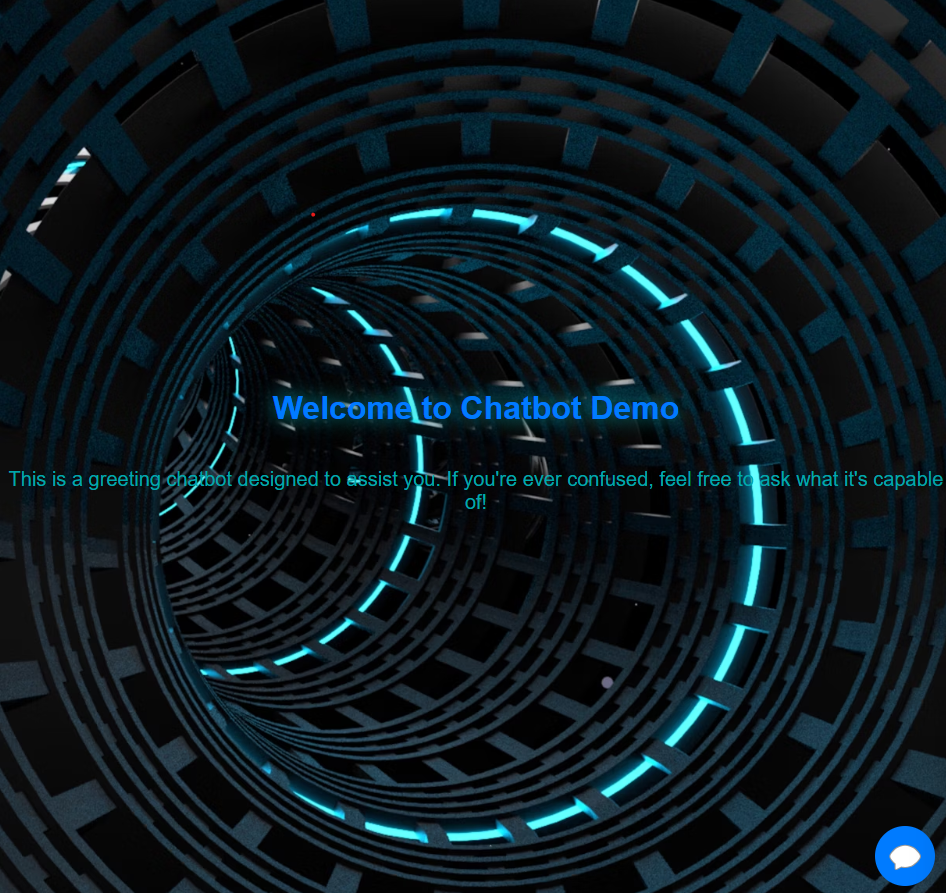 Welcome to Chatbot Demo
This is a greeting chatbot designed to assist you. If you're ever confused, feel free to ask what it's capable
of!